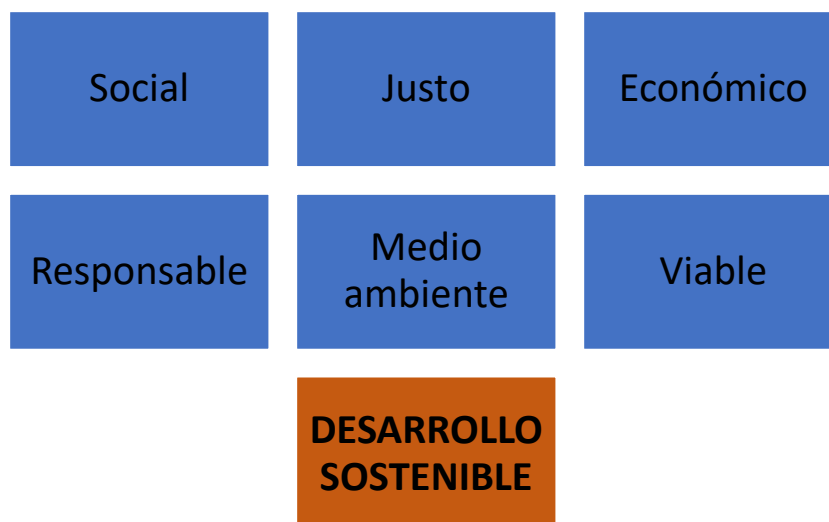 Social
Justo
Económico
Responsable
Medio
ambiente
Viable
DESARROLLO
SOSTENIBLE